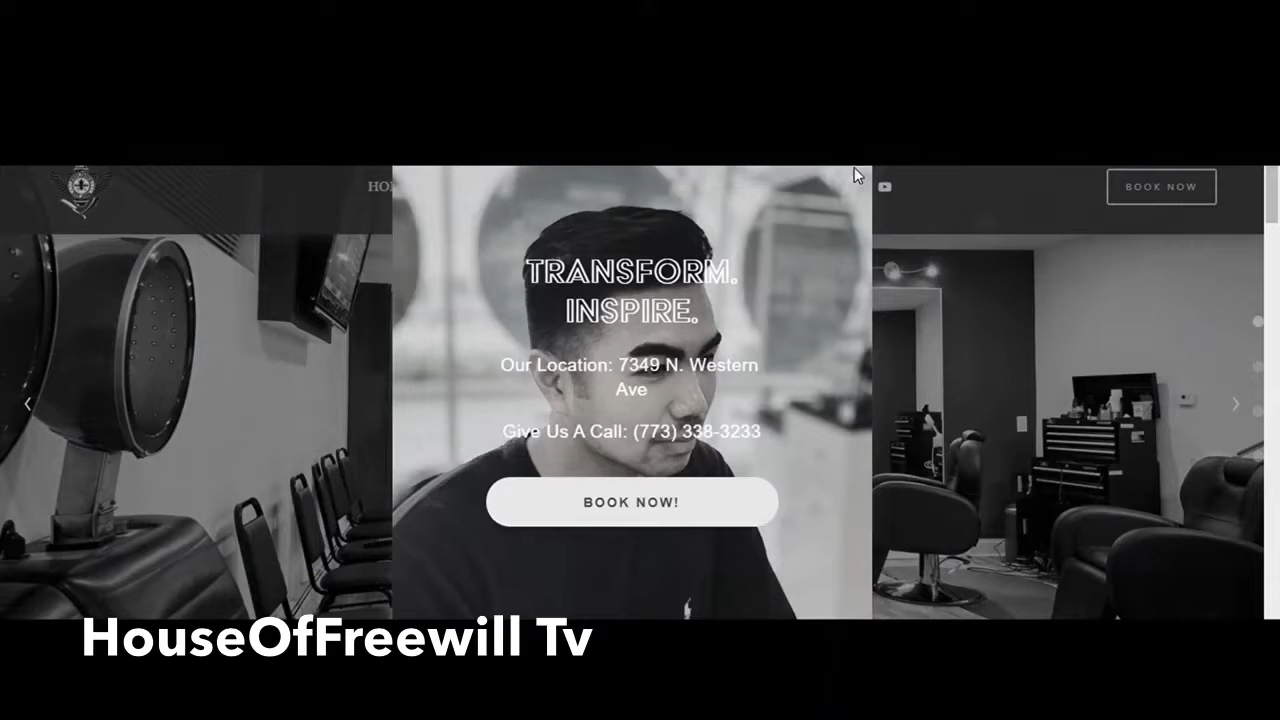 HO
BOOK NOW
TRANSFORM.
INSPIRE.
Our Location: 7349 N. Western
Ave
Give Us A Call: (773) 338-3233
BOOK NOW!
HouseOfFreewill Tv